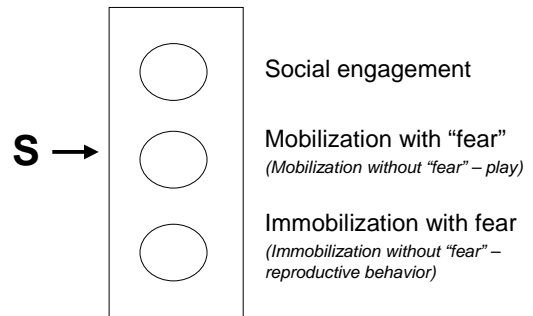 Social engagement
S
Mobilization with “fear”
(Mobilization without “fear” – play)
Immobilization with fear
(Immobilization without “fear” –
reproductive behavior)